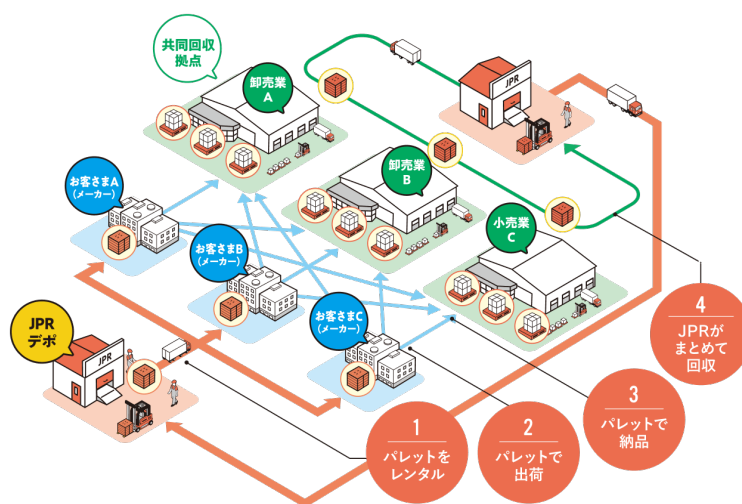 共同回収
拠点
卸売業
A
JPR
卸売業
B
お客さまA
(メーカー)
小売業
C
お客さまB
(メーカー)
お客さまC
(メーカー)
JPR
デポ
JPR
4
JPRが
まとめて
回収
3
パレットで
納品
2
パレットで
出荷
1
パレットを
レンタル